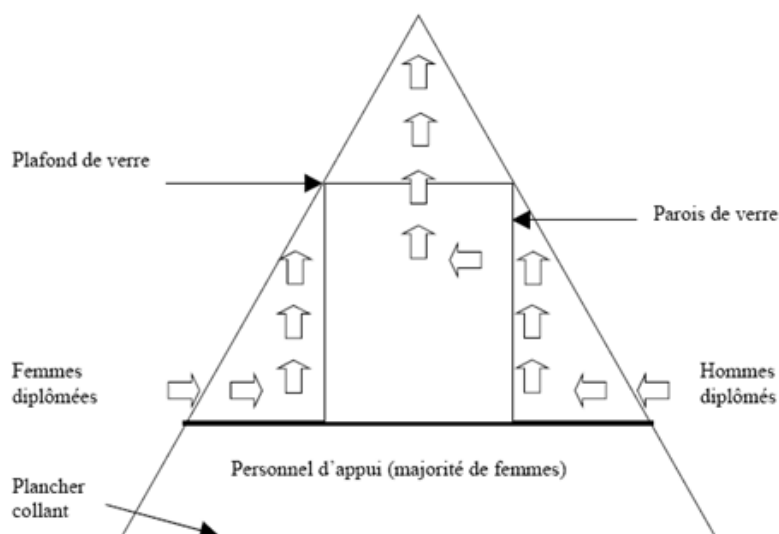 Plafond de verre
Parois de verre
Femmes
diplômées
Hommes
diplômés
Personnel d'appui (majorité de femmes)
Plancher
collant